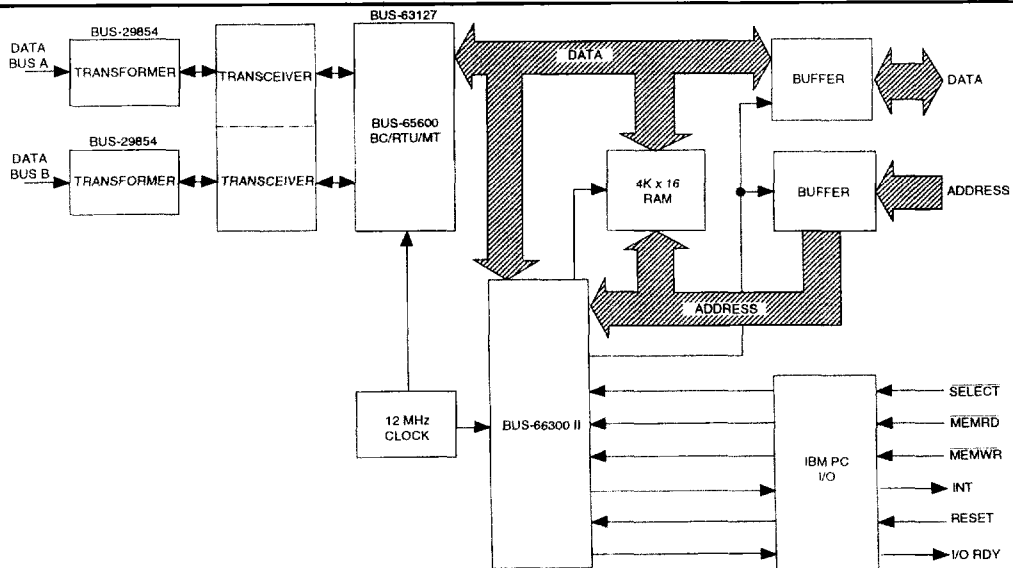 BUS-63127
BUS-29854
DATA
BUS A
TRANSFORMER
TRANSCEIVER
BUS-65600
BC/RTU/MT
DATA
BUFFER
DATA
BUS-29854
DATA
BUS B
TRANSFORMER
TRANSCEIVER
4K x 16
RAM
BUFFER
ADDRESS
ADDRESS
12 MHz
CLOCK
BUS-66300 II
IBM PC
I/O
SELECT
MEMRD
MEMWR
INT
RESET
I/O RDY